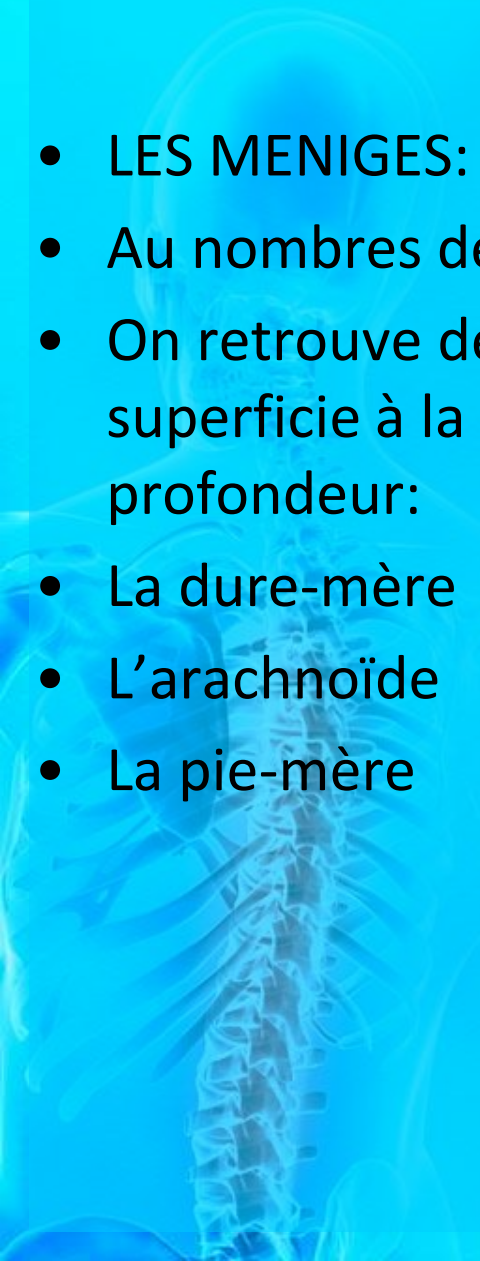 • LES MENIGES:
• Au nombres de
• On retrouve de
superficie à la
profondeur:
• La dure-mère
• L’arachnoïde
• La pie-mère